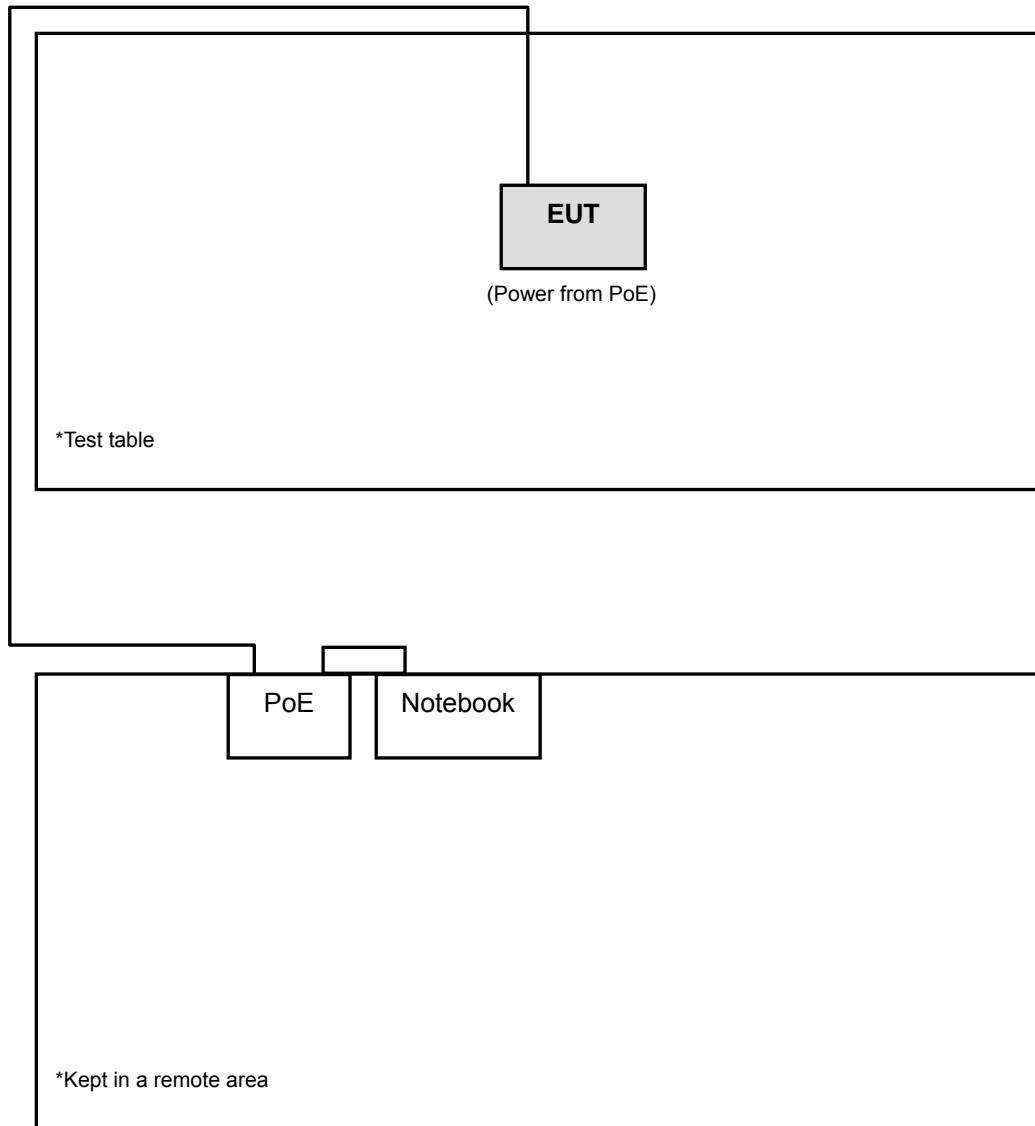 EUT
(Power from PoE)
*Test table
PoE
Notebook
*Kept in a remote area